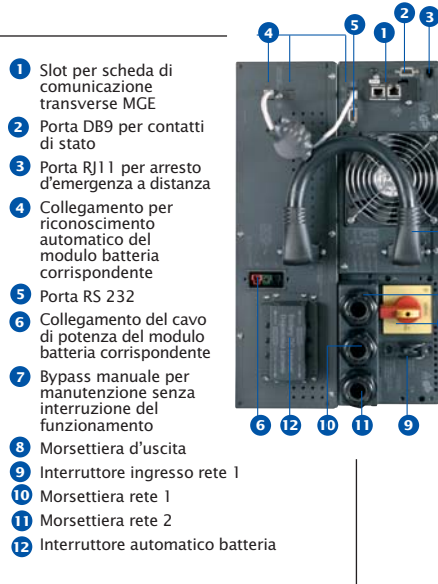 4
5
1
2
3
1 Slot per scheda di
comunicazione
transverse MGE
2 Porta DB9 per contatti
di stato
3 Porta RJ11 per arresto
d'emergenza a distanza
4 Collegamento per
riconoscimento
automatico del
modulo batteria
corrispondente
5 Porta RS 232
6 Collegamento del cavo
di potenza del modulo
batteria corrispondente
7 Bypass manuale per
manutenzione senza
interruzione del
funzionamento
8 Morsettiera d'uscita
9 Interruttore ingresso rete 1
10 Morsettiera rete 1
11 Morsettiera rete 2
12 Interruttore automatico batteria
6
12
10
11
9